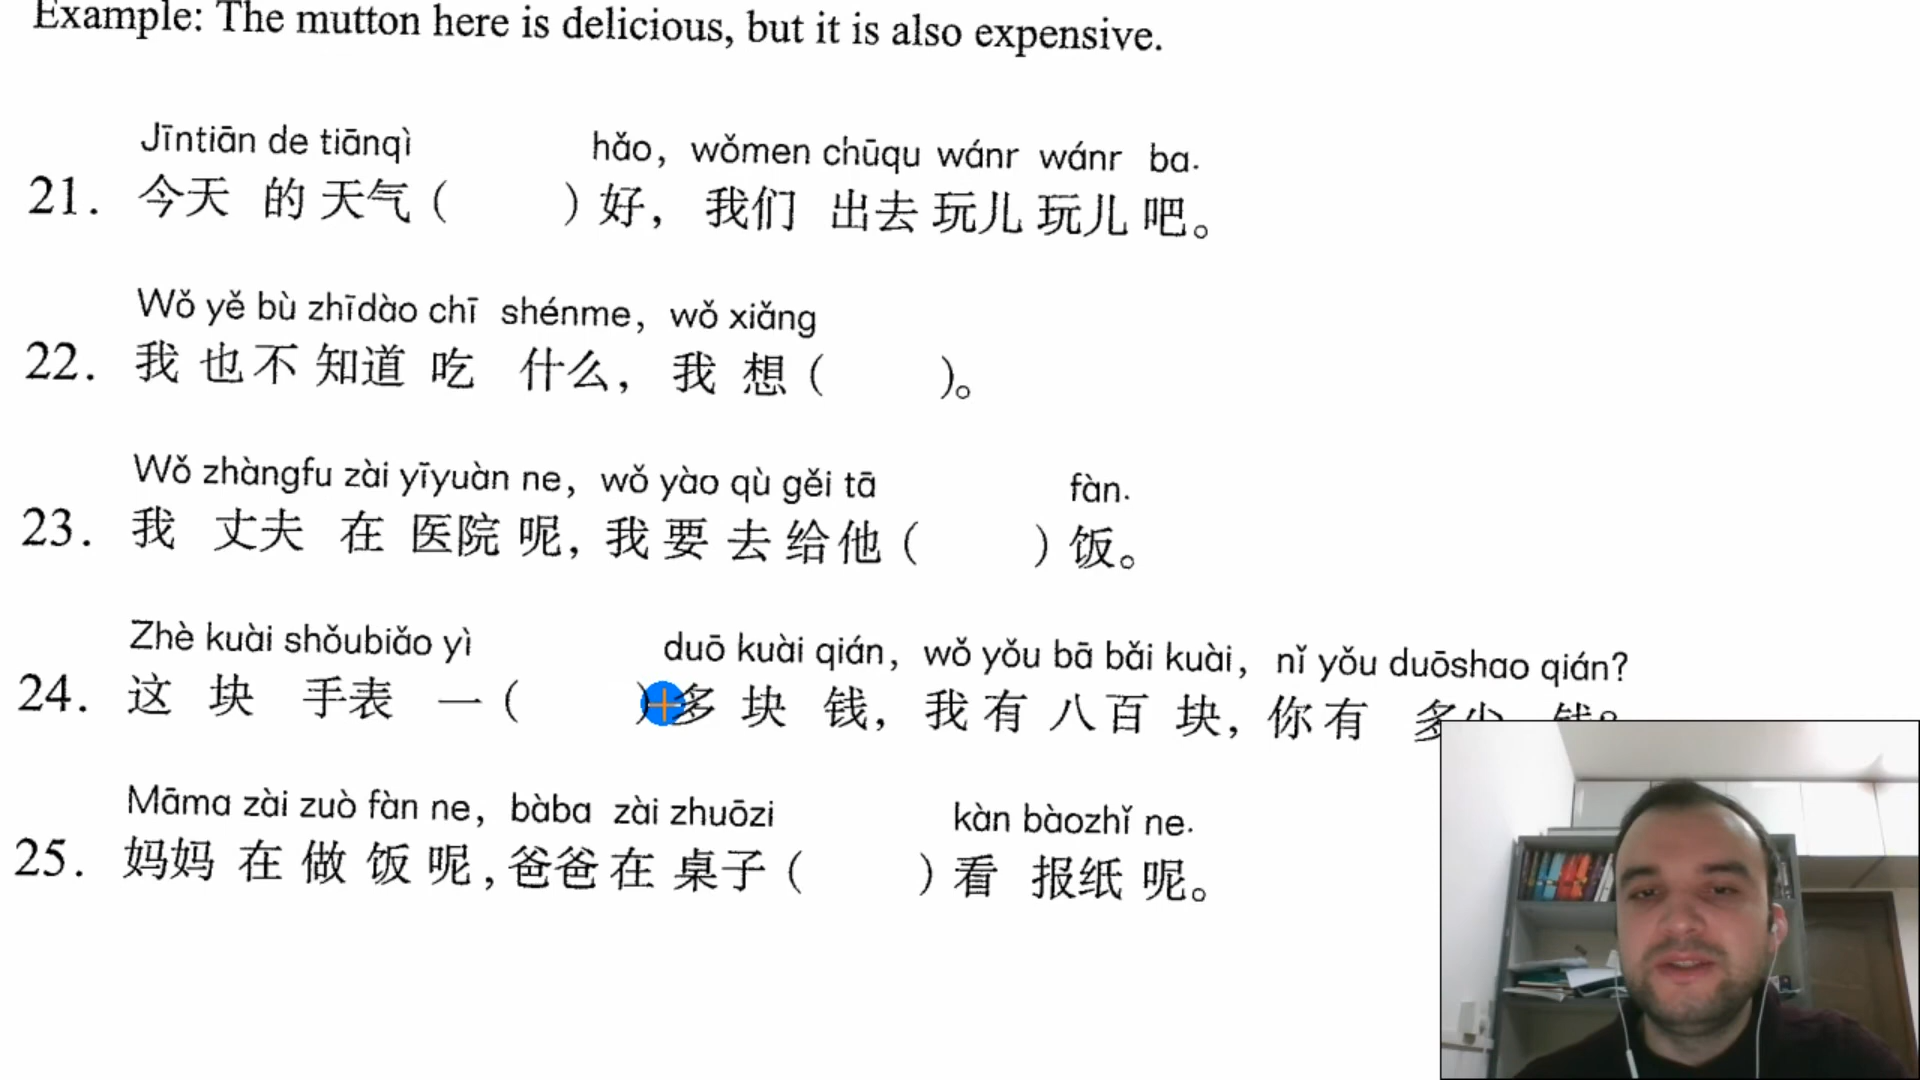 Example: The mutton here is delicious, but it is also expensive.
Jīntiān de tiānqì hǎo, wǒmen chūqu wánr wánr ba.
21. 今天 的 天气 ( ) 好, 我们 出去 玩儿 玩儿 吧。
Wǒ yě bù zhīdào chī shénme, wǒ xiǎng
22. 我 也 不 知道 吃 什么, 我 想 ( )。
Wǒ zhàngfu zài yīyuàn ne, wǒ yào qù gěi tā fàn.
23. 我 丈夫 在 医院 呢, 我 要 去 给 他 ( ) 饭。
Zhè kuài shǒubiǎo yì duō kuài qián, wǒ yǒu bā bǎi kuài, nǐ yǒu duōshao qián?
24. 这 块 手表 一 ( ) 多 块 钱, 我 有 八 百 块, 你 有 多少 钱?
Māma zài zuò fàn ne, bàba zài zhuōzi kàn bàozhǐ ne.
25. 妈妈 在 做 饭 呢, 爸爸 在 桌子 ( ) 看 报纸 呢。